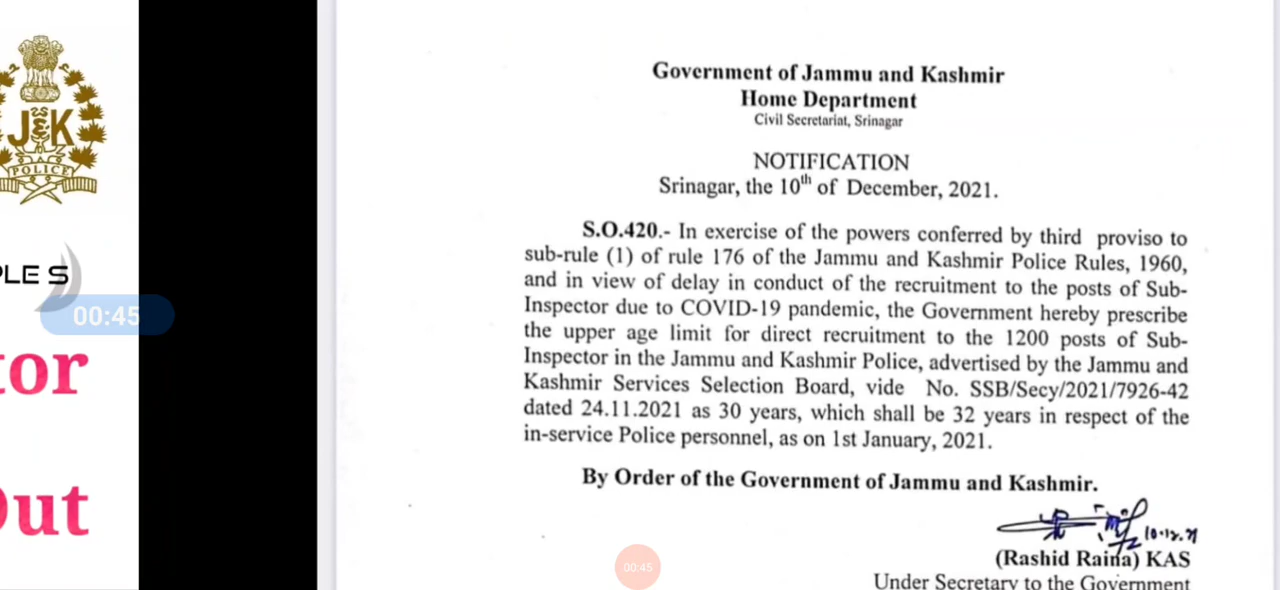 J&K
POLICE
PLE S
00:45
tor
Out
Government of Jammu and Kashmir
Home Department
Civil Secretariat, Srinagar
NOTIFICATION
Srinagar, the 10th of December, 2021.
S.O.420.- In exercise of the powers conferred by third proviso to
sub-rule (1) of rule 176 of the Jammu and Kashmir Police Rules, 1960,
and in view of delay in conduct of the recruitment to the posts of Sub-
Inspector due to COVID-19 pandemic, the Government hereby prescribe
the upper age limit for direct recruitment to the 1200 posts of Sub-
Inspector in the Jammu and Kashmir Police, advertised by the Jammu and
Kashmir Services Selection Board, vide No. SSB/Secy/2021/7926-42
dated 24.11.2021 as 30 years, which shall be 32 years in respect of the
in-service Police personnel, as on 1st January, 2021.
By Order of the Government of Jammu and Kashmir.
10.12.21
(Rashid Raina) KAS
Under Secretary to the Government
00:45